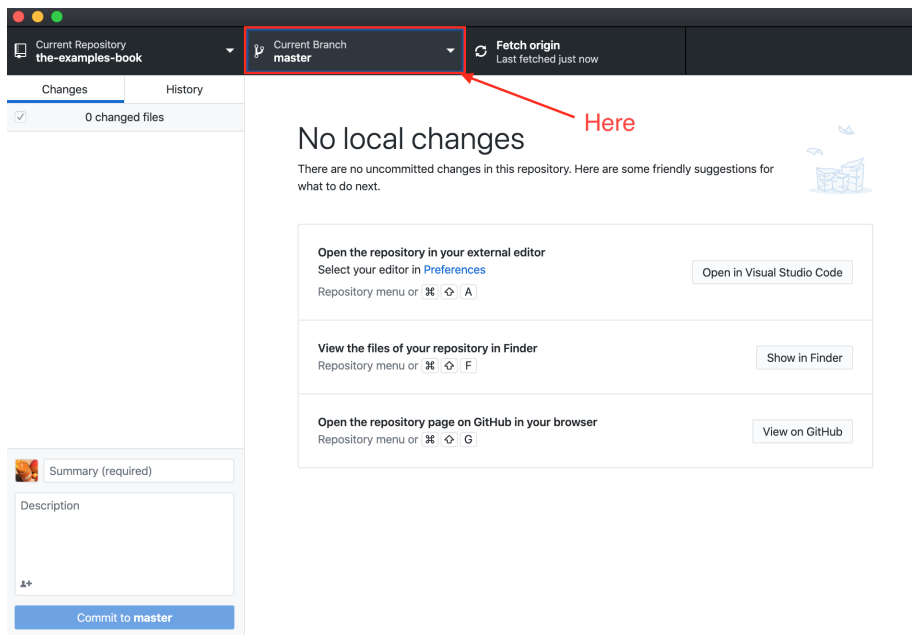 Current Repository
the-examples-book
Current Branch
master
Fetch origin
Last fetched just now
Changes
History
0 changed files
Here
No local changes
There are no uncommitted changes in this repository. Here are some friendly suggestions for
what to do next.
Open the repository in your external editor
Select your editor in Preferences
Repository menu or ⌘ ⇧ A
Open in Visual Studio Code
View the files of your repository in Finder
Repository menu or ⌘ ⇧ F
Show in Finder
Open the repository page on GitHub in your browser
Repository menu or ⌘ ⇧ G
View on GitHub
Summary (required)
Description
Commit to master